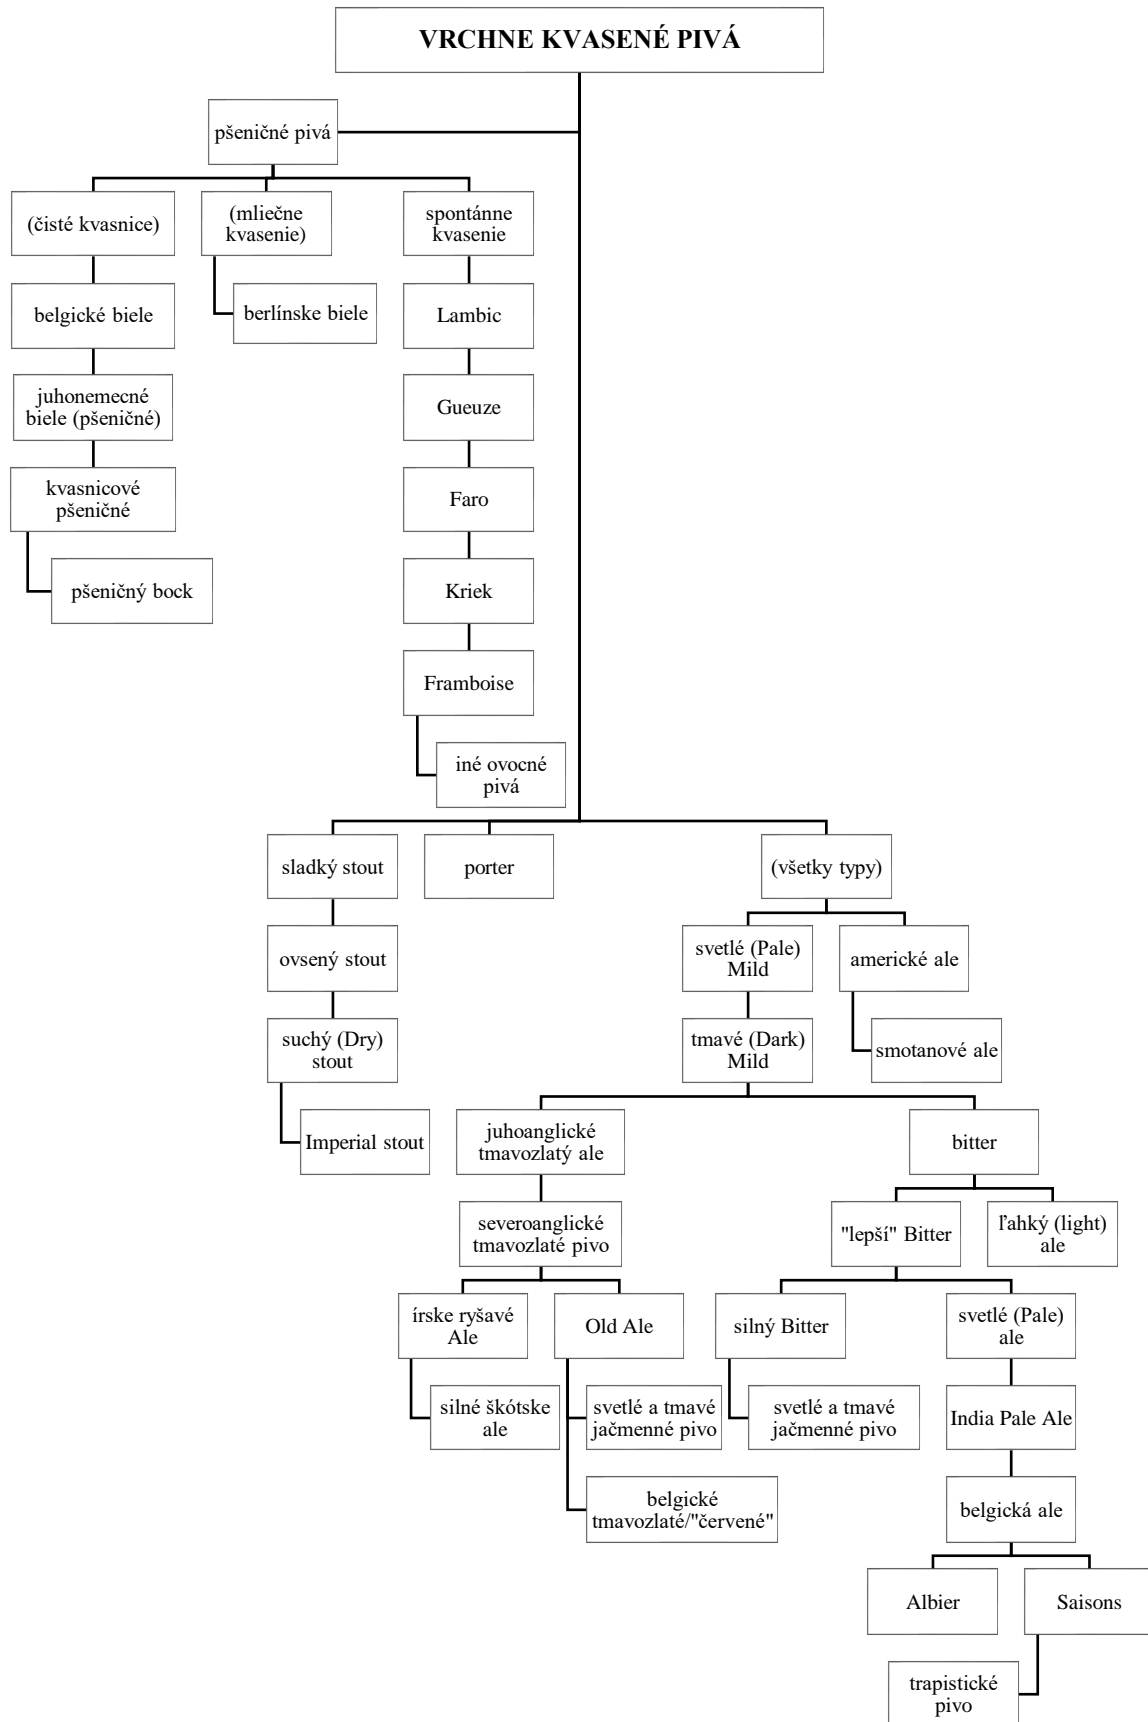 VRCHNE KVASENÉ PIVÁ
pšeničné pivá
(čisté kvasnice)
(mliečne
kvasenie)
spontánne
kvasenie
belgické biele
berlínske biele
Lambic
juhonemecné
biele (pšeničné)
Gueuze
kvasnicové
pšeničné
Faro
pšeničný bock
Kriek
Framboise
iné ovocné
pivá
sladký stout
porter
(všetky typy)
ovsený stout
svetlé (Pale)
Mild
americké ale
suchý (Dry)
stout
tmavé (Dark)
Mild
smotanové ale
Imperial stout
juhoanglické
tmavozlatý ale
bitter
severoanglické
tmavozlaté pivo
"lepší" Bitter
ľahký (light)
ale
írske ryšavé
Ale
Old Ale
silný Bitter
svetlé (Pale)
ale
silné škótske
ale
svetlé a tmavé
jačmenné pivo
svetlé a tmavé
jačmenné pivo
India Pale Ale
belgické
tmavozlaté/"červené"
belgická ale
Albier
Saisons
trapistické
pivo